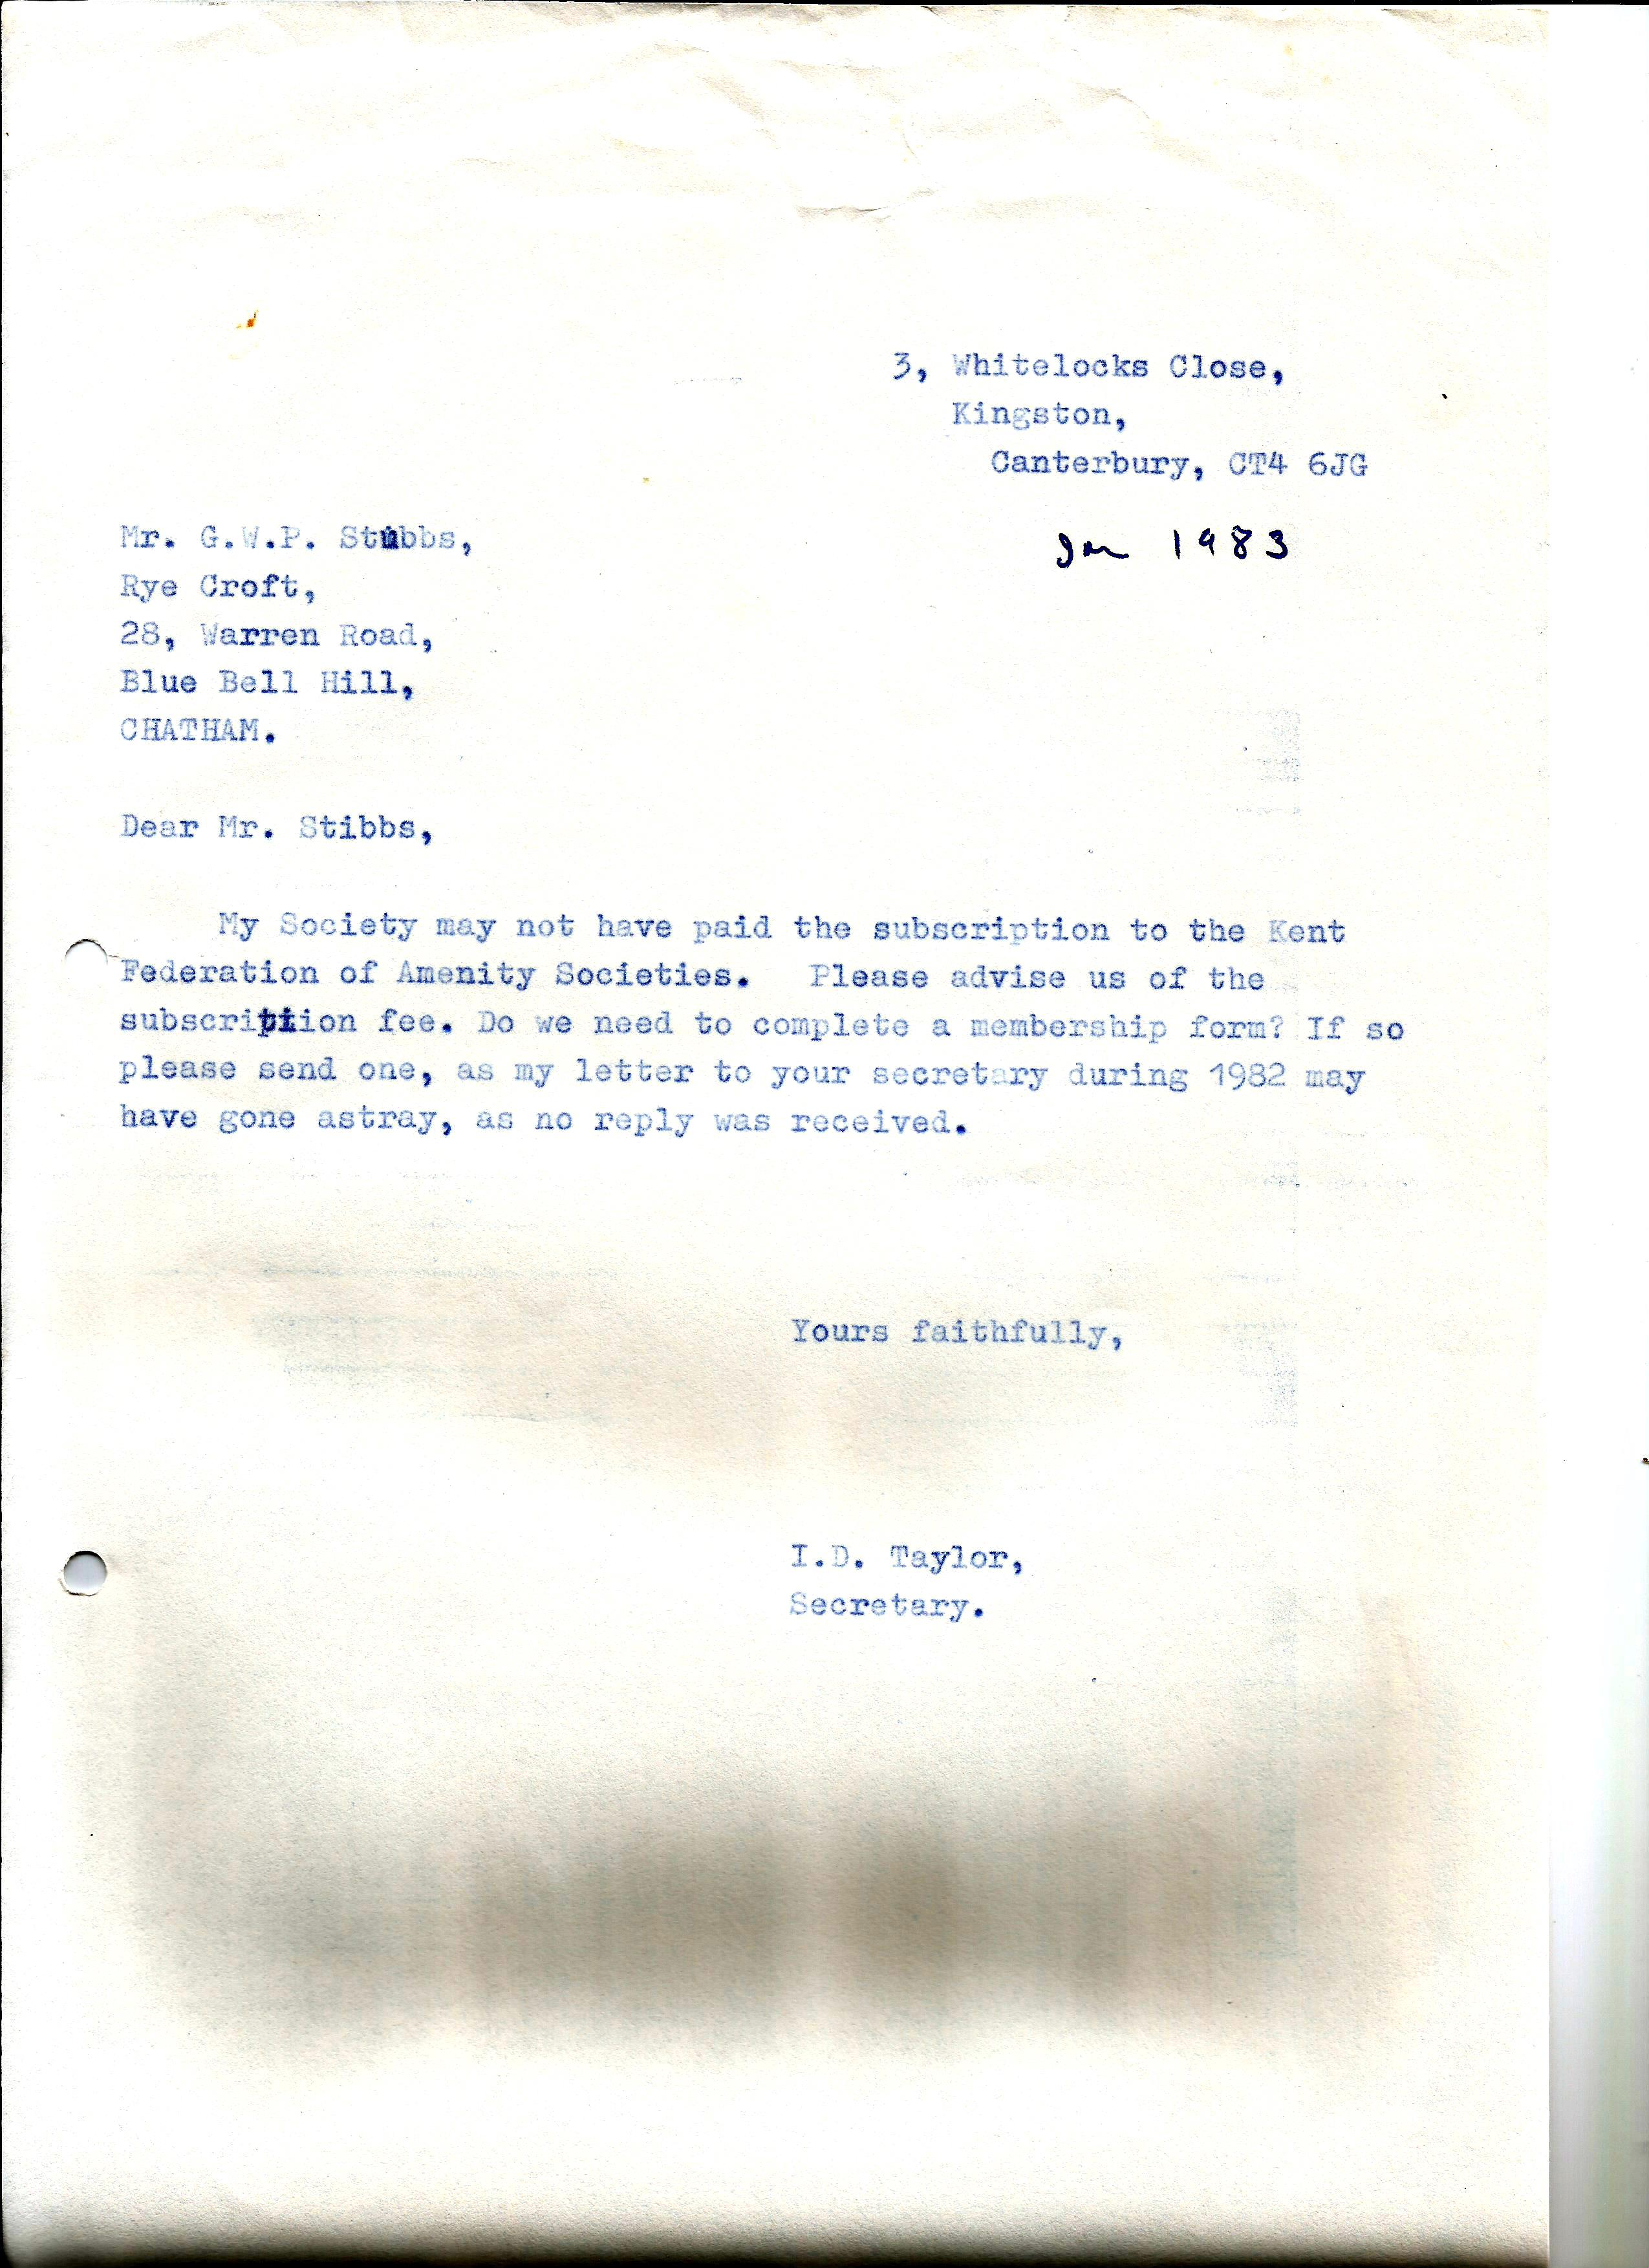 3, Whitelocks Close,
Kingston,
Canterbury, CT4 6JG
Jan 1983
Mr. G.W.P. Stubbs,
Rye Croft,
28, Warren Road,
Blue Bell Hill,
CHATHAM.
Dear Mr. Stibbs,
My Society may not have paid the subscription to the Kent
Federation of Amenity Societies. Please advise us of the
subscription fee. Do we need to complete a membership form? If so
please send one, as my letter to your secretary during 1982 may
have gone astray, as no reply was received.
Yours faithfully,
I.D. Taylor,
Secretary.